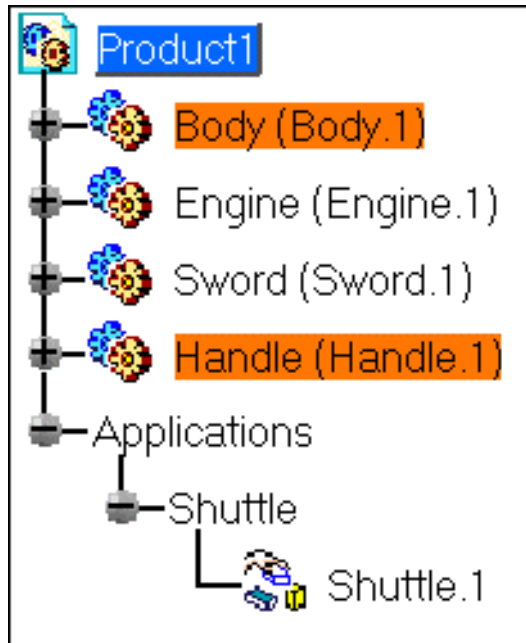 Product1
Body (Body.1)
Engine (Engine.1)
Sword (Sword.1)
Handle (Handle.1)
Applications
Shuttle
Shuttle.1